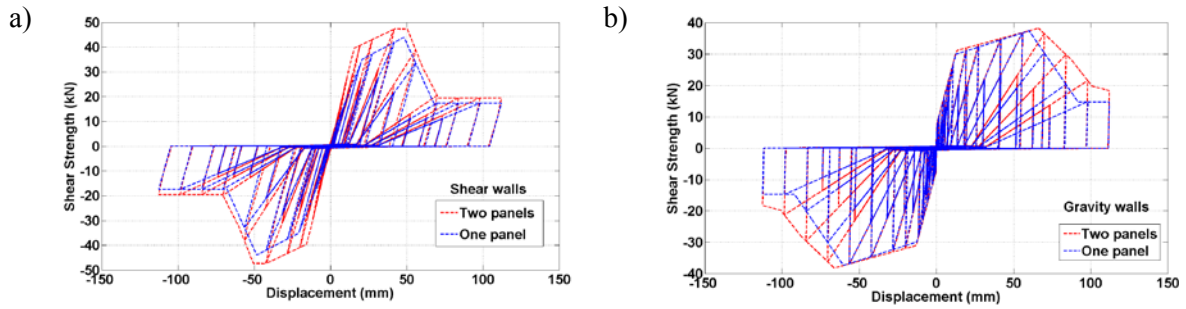 a)
50
40
30
20
10
0
-10
-20
-30
-40
-50
Shear Strength (kN)
-150 -100 -50 0 50 100 150
Displacement (mm)
Shear walls
Two panels
One panel
b)
40
30
20
10
0
-10
-20
-30
-40
Shear Strength (kN)
-150 -100 -50 0 50 100 150
Displacement (mm)
Gravity walls
Two panels
One panel